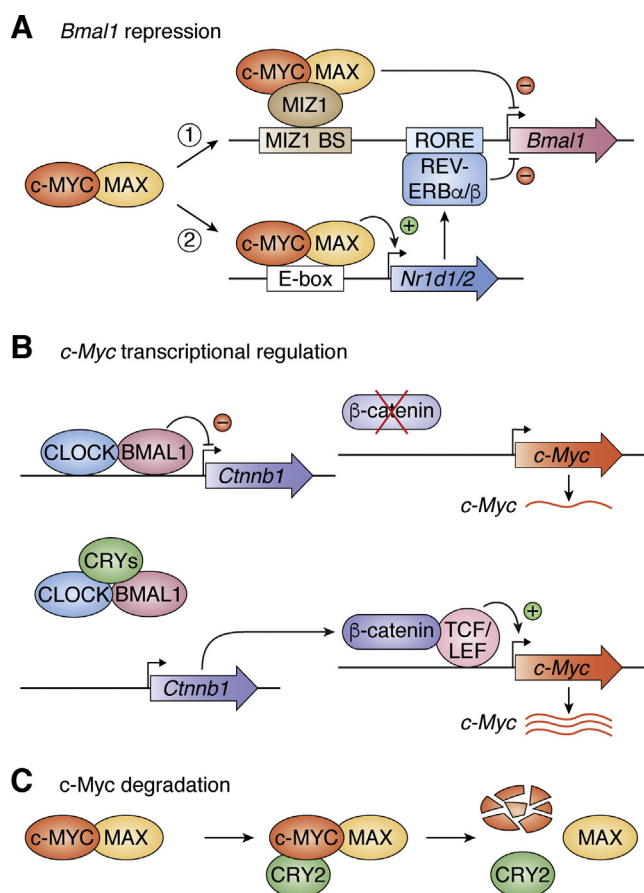 A Bmal1 repression
c-MYC MAX
MIZ1
−
①
MIZ1 BS
RORE
Bmal1
REV-
ERBα/β
−
c-MYC MAX
②
c-MYC MAX
+
E-box
Nr1d1/2
B c-Myc transcriptional regulation
CLOCK BMAL1
−
Ctnnb1
β-catenin
c-Myc
c-Myc
CRYs
CLOCK BMAL1
Ctnnb1
β-catenin
TCF/
LEF
+
c-Myc
c-Myc
C c-Myc degradation
c-MYC MAX
c-MYC MAX
CRY2
MAX
CRY2